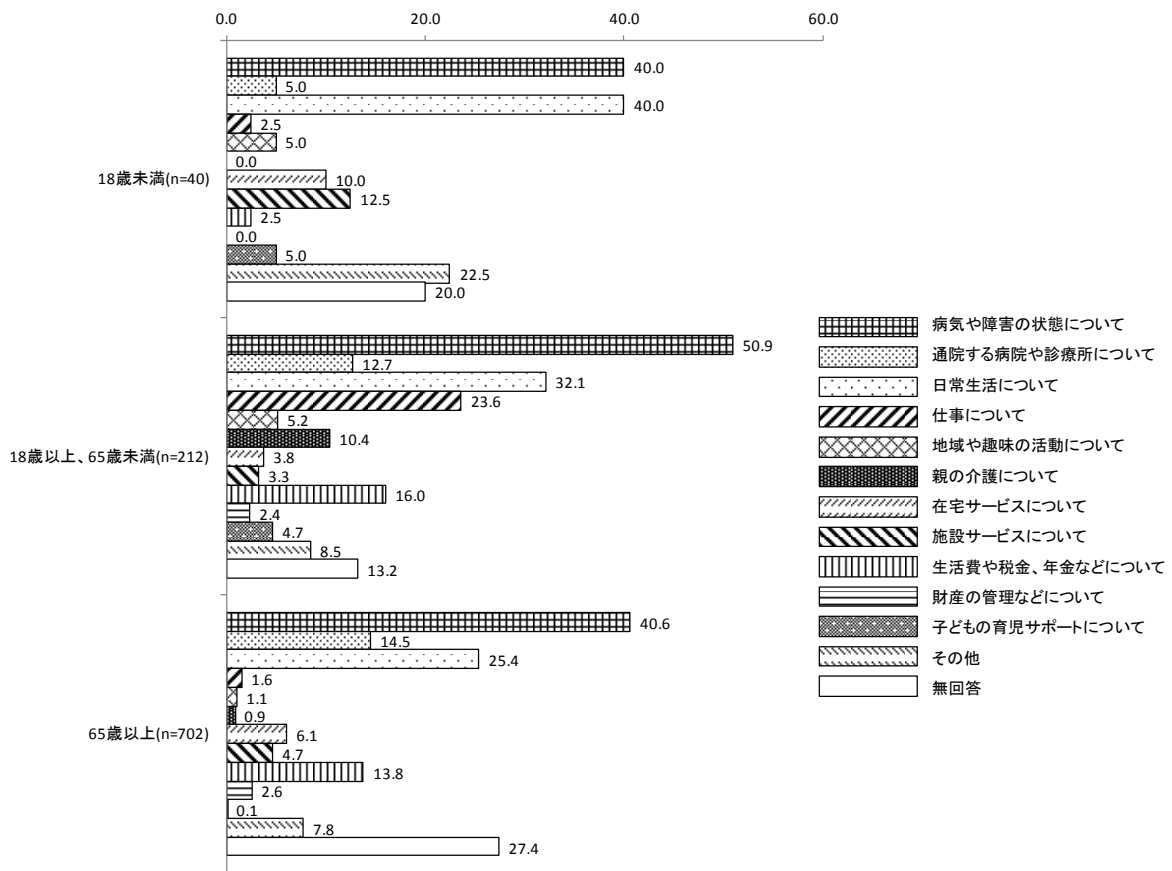 0.0 20.0 40.0 60.0
18歳未満(n=40)
40.0
5.0
40.0
2.5
5.0
0.0
10.0
12.5
2.5
0.0
5.0
22.5
20.0
18歳以上、65歳未満(n=212)
50.9
12.7
32.1
23.6
5.2
10.4
3.8
3.3
16.0
2.4
4.7
8.5
13.2
65歳以上(n=702)
40.6
14.5
25.4
1.6
1.1
0.9
6.1
4.7
13.8
2.6
0.1
7.8
27.4
病気や障害の状態について
通院する病院や診療所について
日常生活について
仕事について
地域や趣味の活動について
親の介護について
在宅サービスについて
施設サービスについて
生活費や税金、年金などについて
財産の管理などについて
子どもの育児サポートについて
その他
無回答